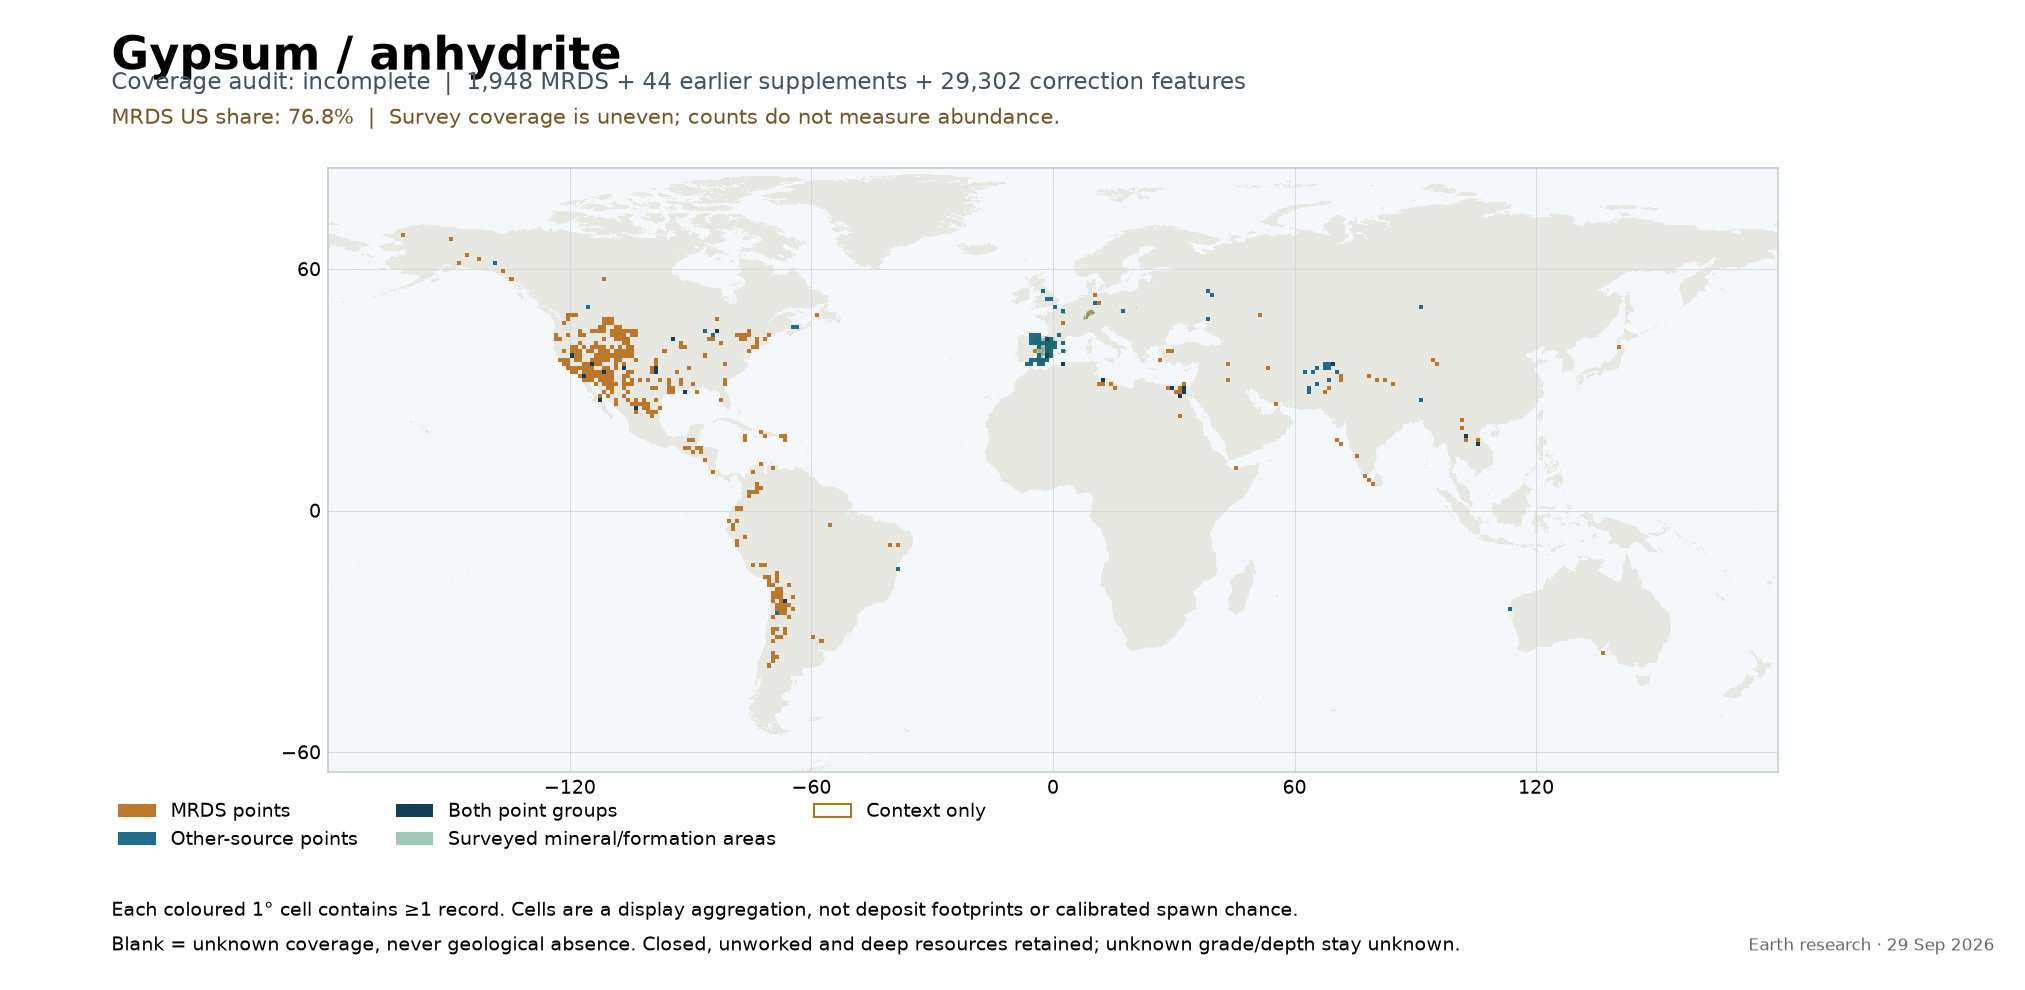 Gypsum / anhydrite
Coverage audit: incomplete | 1,948 MRDS + 44 earlier supplements + 29,302 correction features
MRDS US share: 76.8% | Survey coverage is uneven; counts do not measure abundance.
60
0
−60
−120
−60
0
60
120
MRDS points
Both point groups
Context only
Other-source points
Surveyed mineral/formation areas
Each coloured 1° cell contains ≥1 record. Cells are a display aggregation, not deposit footprints or calibrated spawn chance.
Blank = unknown coverage, never geological absence. Closed, unworked and deep resources retained; unknown grade/depth stay unknown.
Earth research · 29 Sep 2026